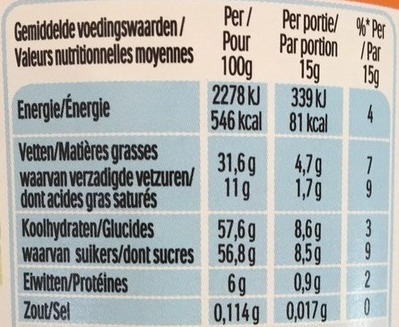 Gemiddelde voedingswaarden / Per / Per portie/ %* Per
Valeurs nutritionnelles moyennes Pour Par portion / Par
100g 15g 15g
Energie/Énergie 2278 kJ 339 kJ 4
546 kcal 81 kcal
Vetten/Matières grasses 31,6 g 4,7 g 7
waarvan verzadigde vetzuren/ 11 g 1,7 g 9
dont acides gras saturés
Koolhydraten/Glucides 57,6 g 8,6 g 3
waarvan suikers/dont sucres 56,8 g 8,5 g 9
Eiwitten/Protéines 6 g 0,9 g 2
Zout/Sel 0,114 g 0,017 g 0